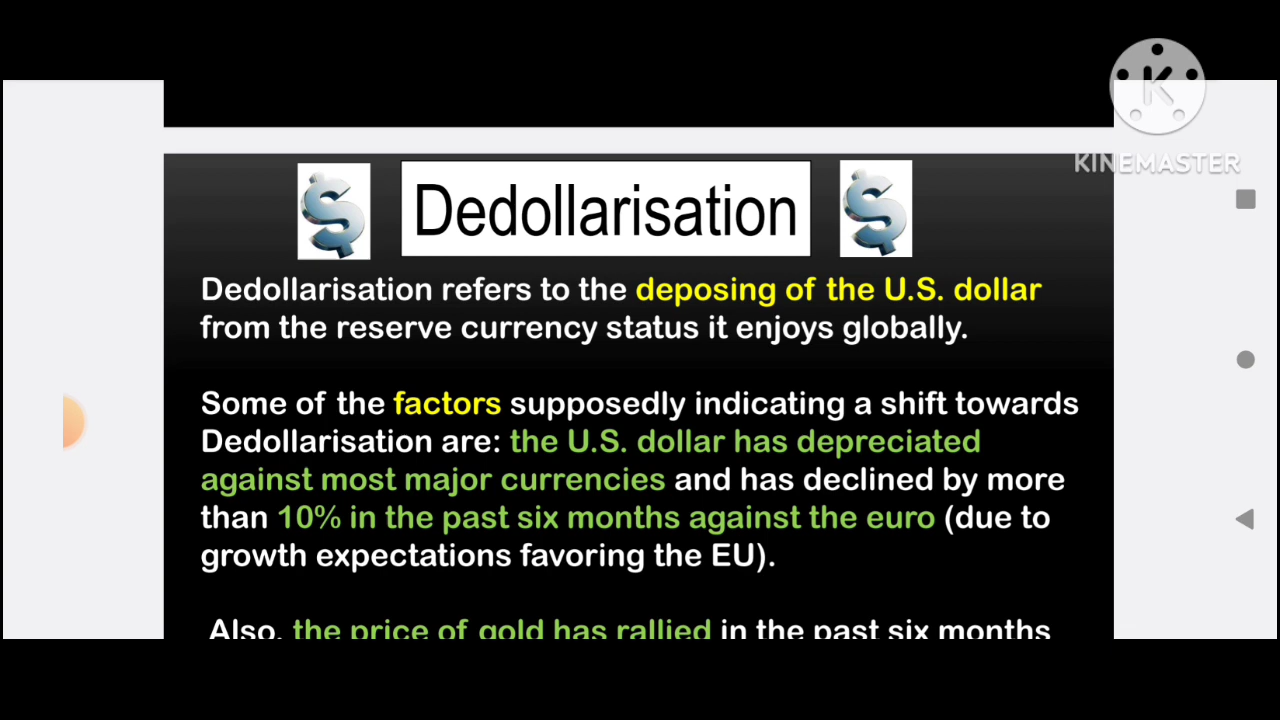 KINEMASTER
Dedollarisation
Dedollarisation refers to the deposing of the U.S. dollar
from the reserve currency status it enjoys globally.
Some of the factors supposedly indicating a shift towards
Dedollarisation are: the U.S. dollar has depreciated
against most major currencies and has declined by more
than 10% in the past six months against the euro (due to
growth expectations favoring the EU).
Also, the price of gold has rallied in the past six months